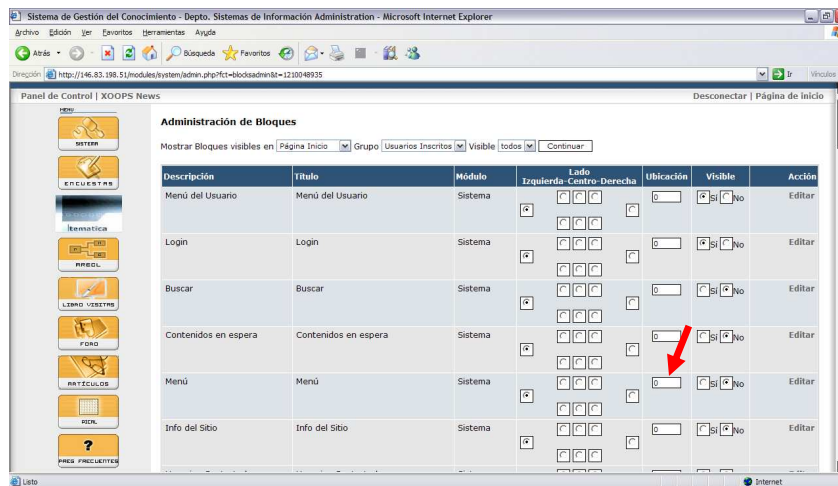 Sistema de Gestión del Conocimiento - Depto. Sistemas de Información Administration - Microsoft Internet Explorer
Archivo Edición Ver Favoritos Herramientas Ayuda
Atrás Búsqueda Favoritos
Dirección http://146.83.198.51/modules/system/admin.php?fct=blocksadmin&t=1210048935 Ir Vínculos
Panel de Control | XOOPS News Desconectar | Página de inicio
MENU
SISTEMA
ENCUESTAS
itematica
ARBOL
LIBRO VISITAS
FORO
ARTÍCULOS
PICAL
?
PREG FRECUENTES
Administración de Bloques
Mostrar Bloques visibles en Página Inicio Grupo Usuarios Inscritos Visible todos Continuar
Descripción Título Módulo Lado Izquierda-Centro-Derecha Ubicación Visible Acción
Menú del Usuario Menú del Usuario Sistema 0 Sí No Editar
Login Login Sistema 0 Sí No Editar
Buscar Buscar Sistema 0 Sí No Editar
Contenidos en espera Contenidos en espera Sistema 0 Sí No Editar
Menú Menú Sistema 0 Sí No Editar
Info del Sitio Info del Sitio Sistema 0 Sí No Editar
Listo Internet